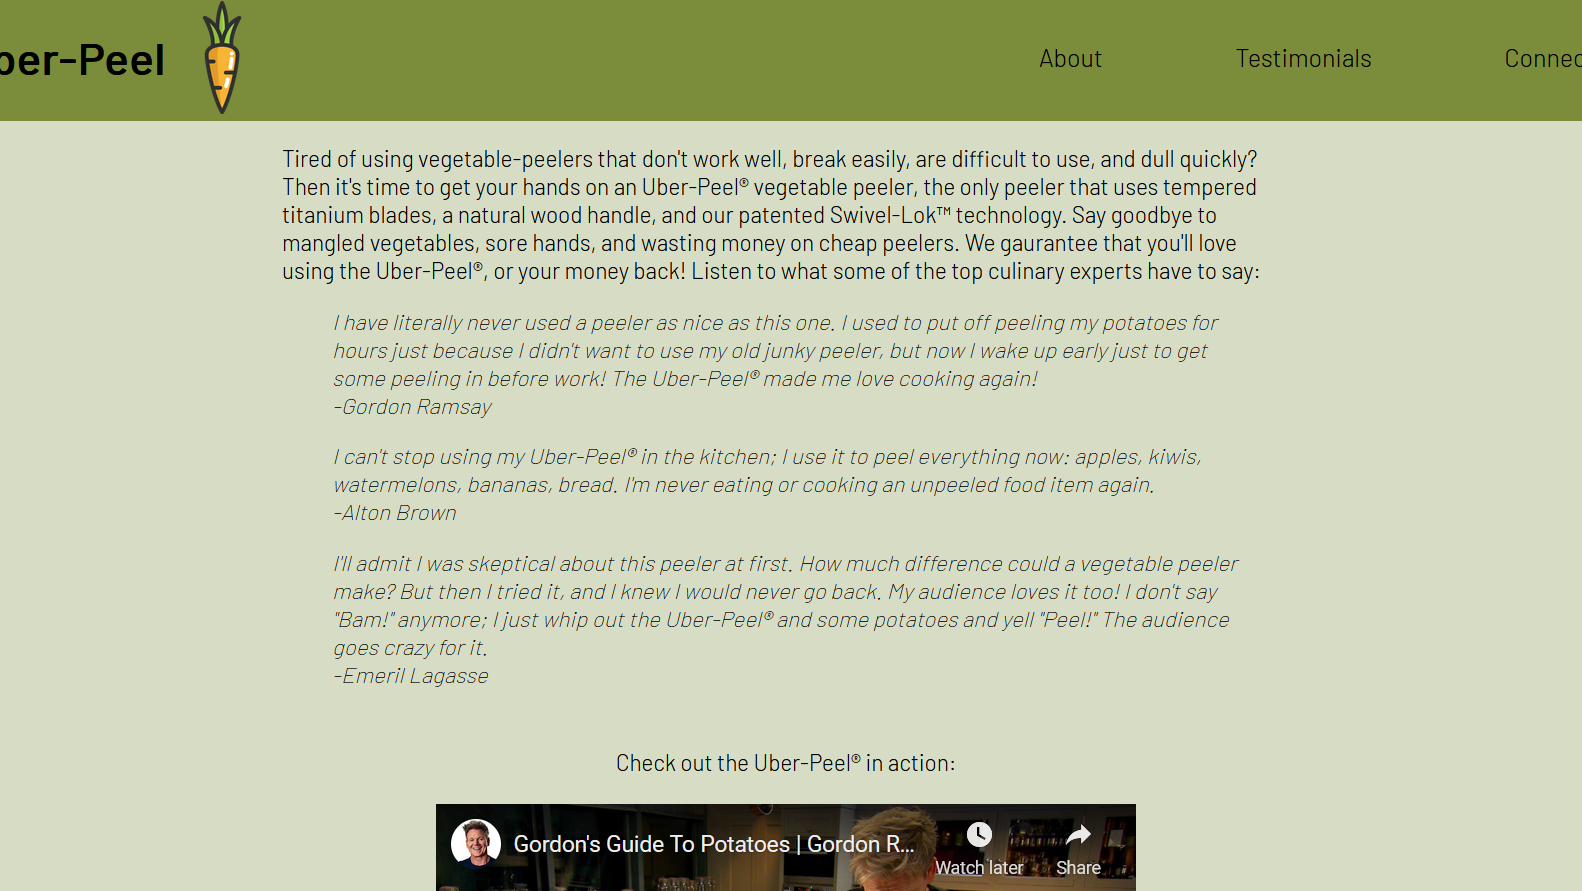 ber-Peel
About
Testimonials
Connec
Tired of using vegetable-peelers that don't work well, break easily, are difficult to use, and dull quickly?
Then it's time to get your hands on an Uber-Peel® vegetable peeler, the only peeler that uses tempered
titanium blades, a natural wood handle, and our patented Swivel-Lok™ technology. Say goodbye to
mangled vegetables, sore hands, and wasting money on cheap peelers. We gaurantee that you'll love
using the Uber-Peel®, or your money back! Listen to what some of the top culinary experts have to say:
I have literally never used a peeler as nice as this one. I used to put off peeling my potatoes for
hours just because I didn't want to use my old junky peeler, but now I wake up early just to get
some peeling in before work! The Uber-Peel® made me love cooking again!
-Gordon Ramsay
I can't stop using my Uber-Peel® in the kitchen; I use it to peel everything now: apples, kiwis,
watermelons, bananas, bread. I'm never eating or cooking an unpeeled food item again.
-Alton Brown
I'll admit I was skeptical about this peeler at first. How much difference could a vegetable peeler
make? But then I tried it, and I knew I would never go back. My audience loves it too! I don't say
"Bam!" anymore; I just whip out the Uber-Peel® and some potatoes and yell "Peel!" The audience
goes crazy for it.
-Emeril Lagasse
Check out the Uber-Peel® in action:
Gordon's Guide To Potatoes | Gordon R...
Watch later
Share